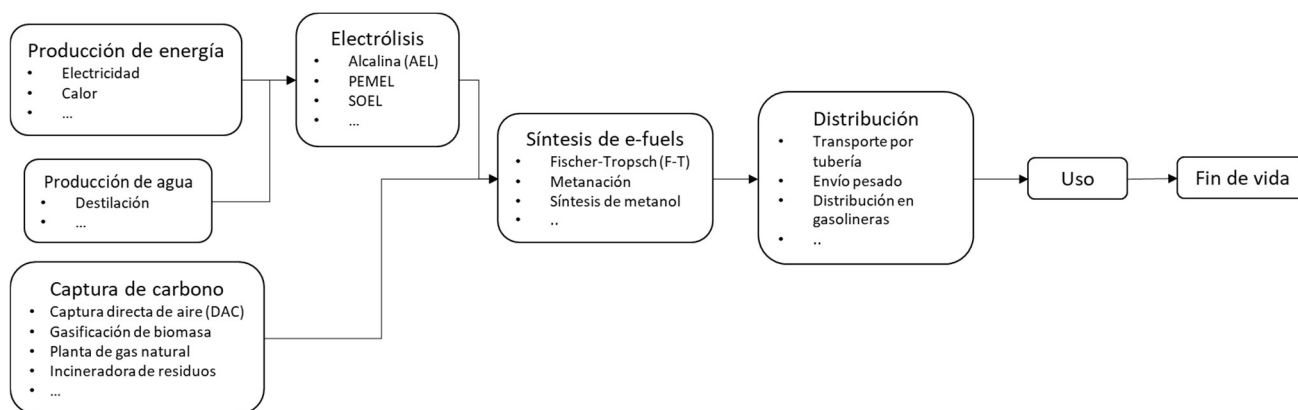 Producción de energía
• Electricidad
• Calor
• ...
Producción de agua
• Destilación
• ...
Captura de carbono
• Captura directa de aire (DAC)
• Gasificación de biomasa
• Planta de gas natural
• Incineradora de residuos
• ...
Electrólisis
• Alcalina (AEL)
• PEMEL
• SOEL
• ...
Síntesis de e-fuels
• Fischer-Tropsch (F-T)
• Metanación
• Síntesis de metanol
• ..
Distribución
• Transporte por
tubería
• Envío pesado
• Distribución en
gasolineras
• ..
Uso
Fin de vida